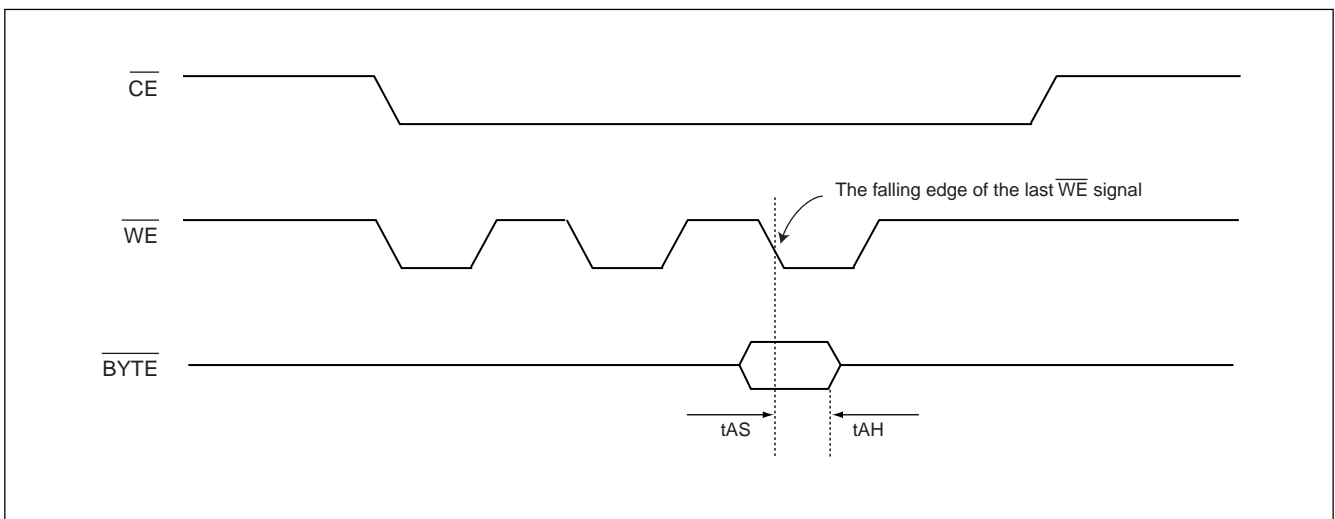 CE
The falling edge of the last WE signal
WE
BYTE
tAS
tAH